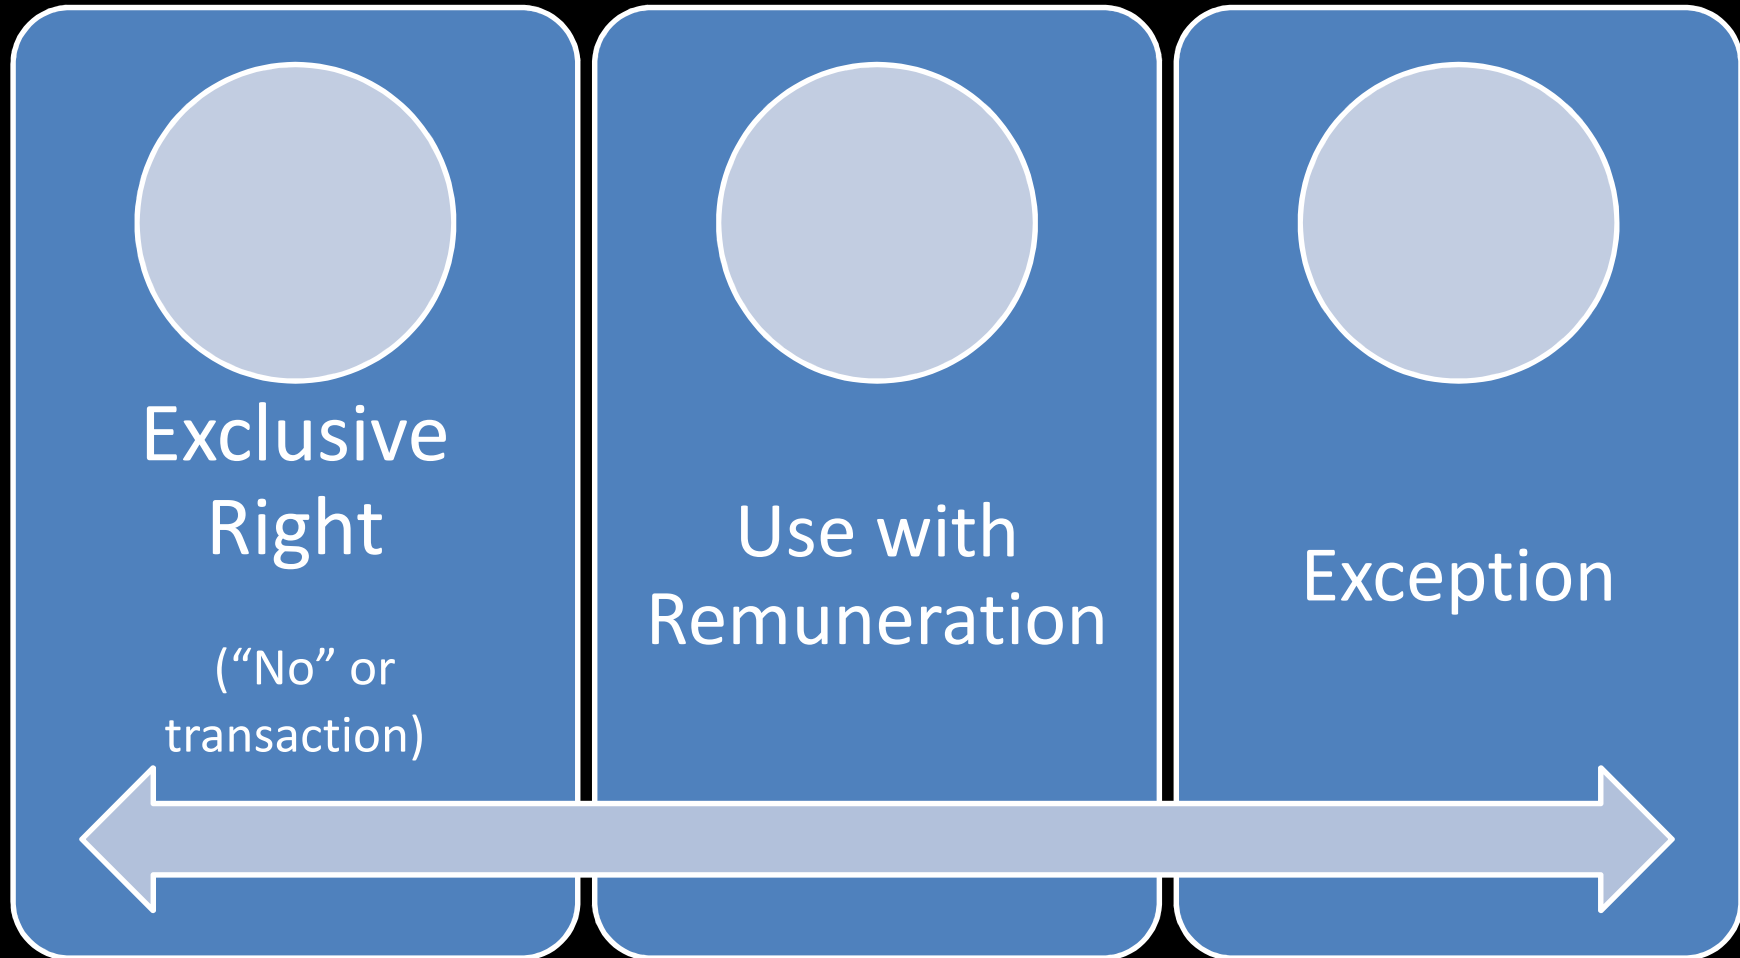 Exclusive
Right
(“No” or
transaction)
Use with
Remuneration
Exception